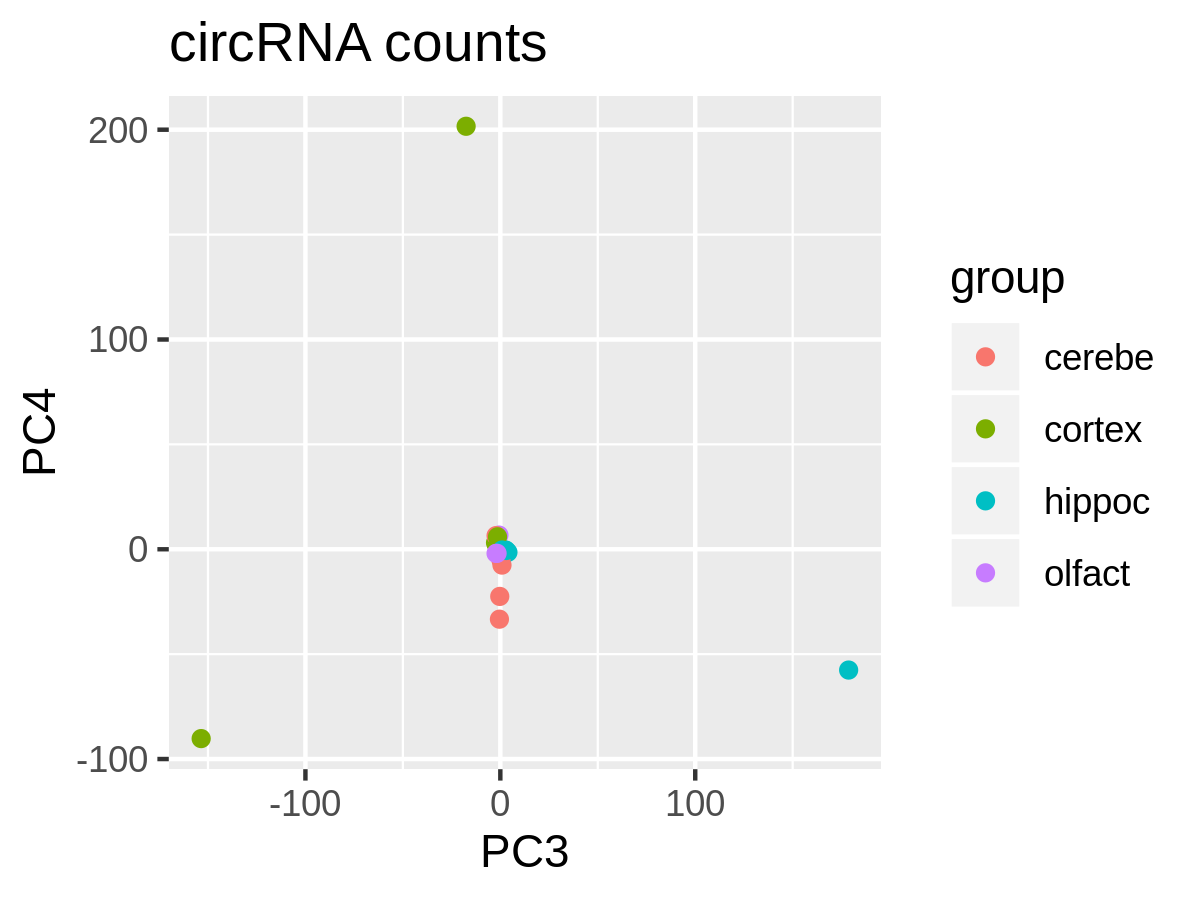 circRNA counts
200
100
0
-100
PC4
-100
0
100
PC3
group
cerebe
cortex
hippoc
olfact